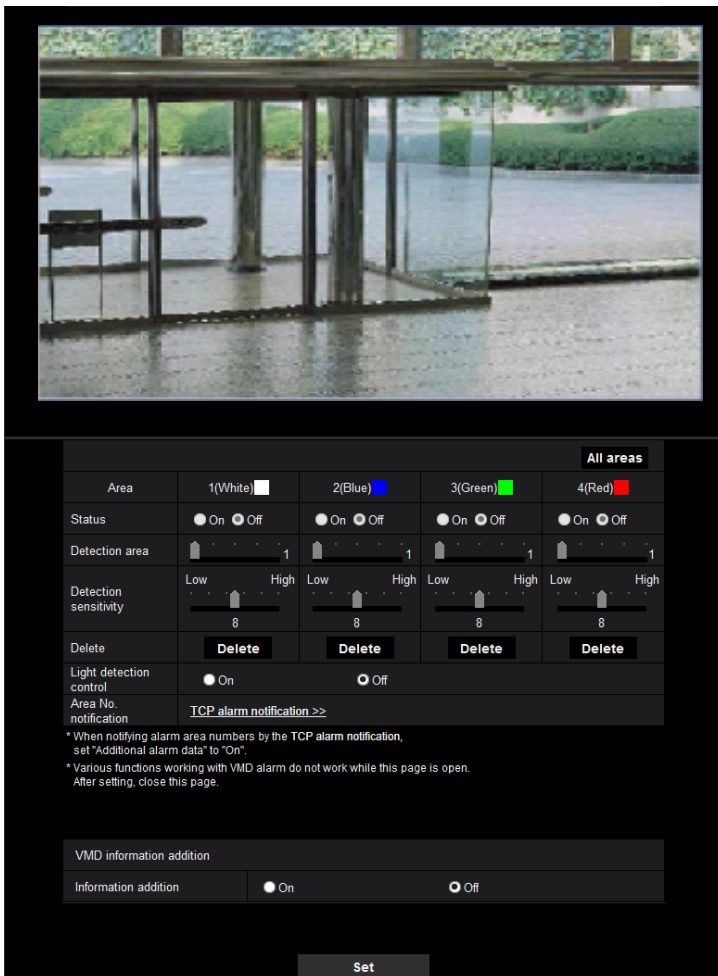 All areas
Area 1(White) 2(Blue) 3(Green) 4(Red)
Status On Off On Off On Off On Off
Detection area 1 1 1 1
Detection sensitivity Low High Low High Low High Low High
8 8 8 8
Delete Delete Delete Delete Delete
Light detection control On Off
Area No. notification TCP alarm notification >>
* When notifying alarm area numbers by the TCP alarm notification,
set "Additional alarm data" to "On".
* Various functions working with VMD alarm do not work while this page is open.
After setting, close this page.
VMD information addition
Information addition On Off
Set